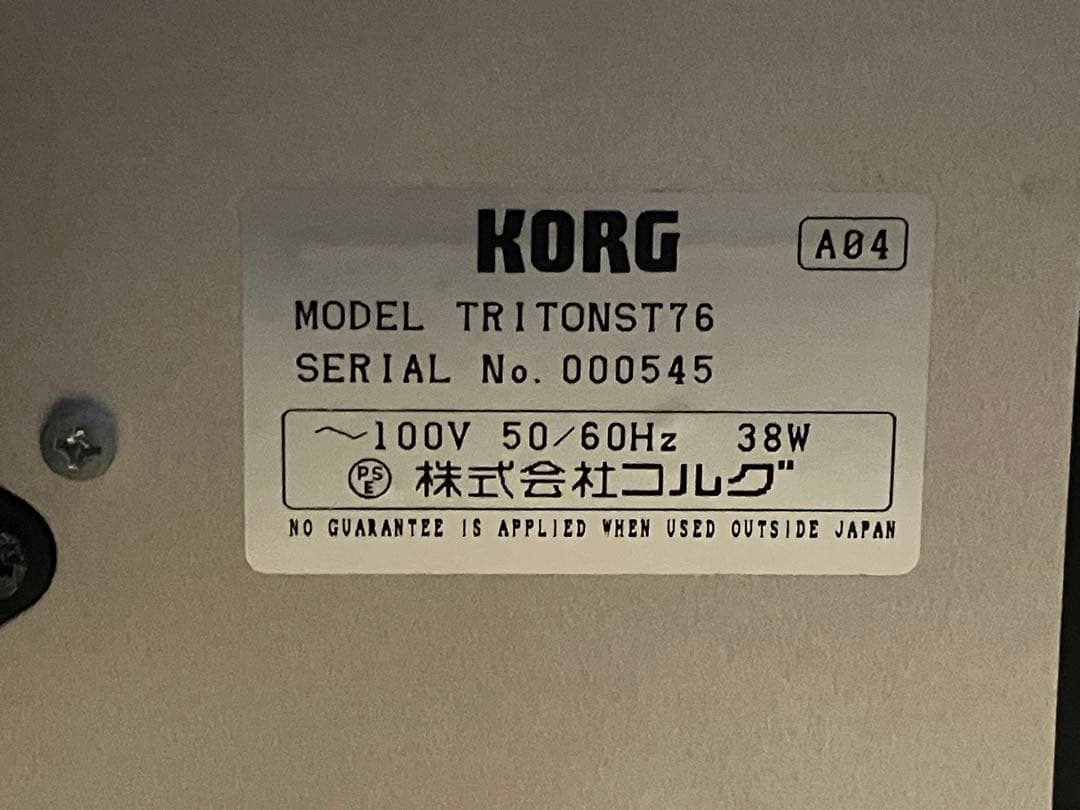 KORG
A04
MODEL TRITONST76
SERIAL No. 000545
～100V 50/60Hz 38W
PSE 株式会社コルグ
NO GUARANTEE IS APPLIED WHEN USED OUTSIDE JAPAN